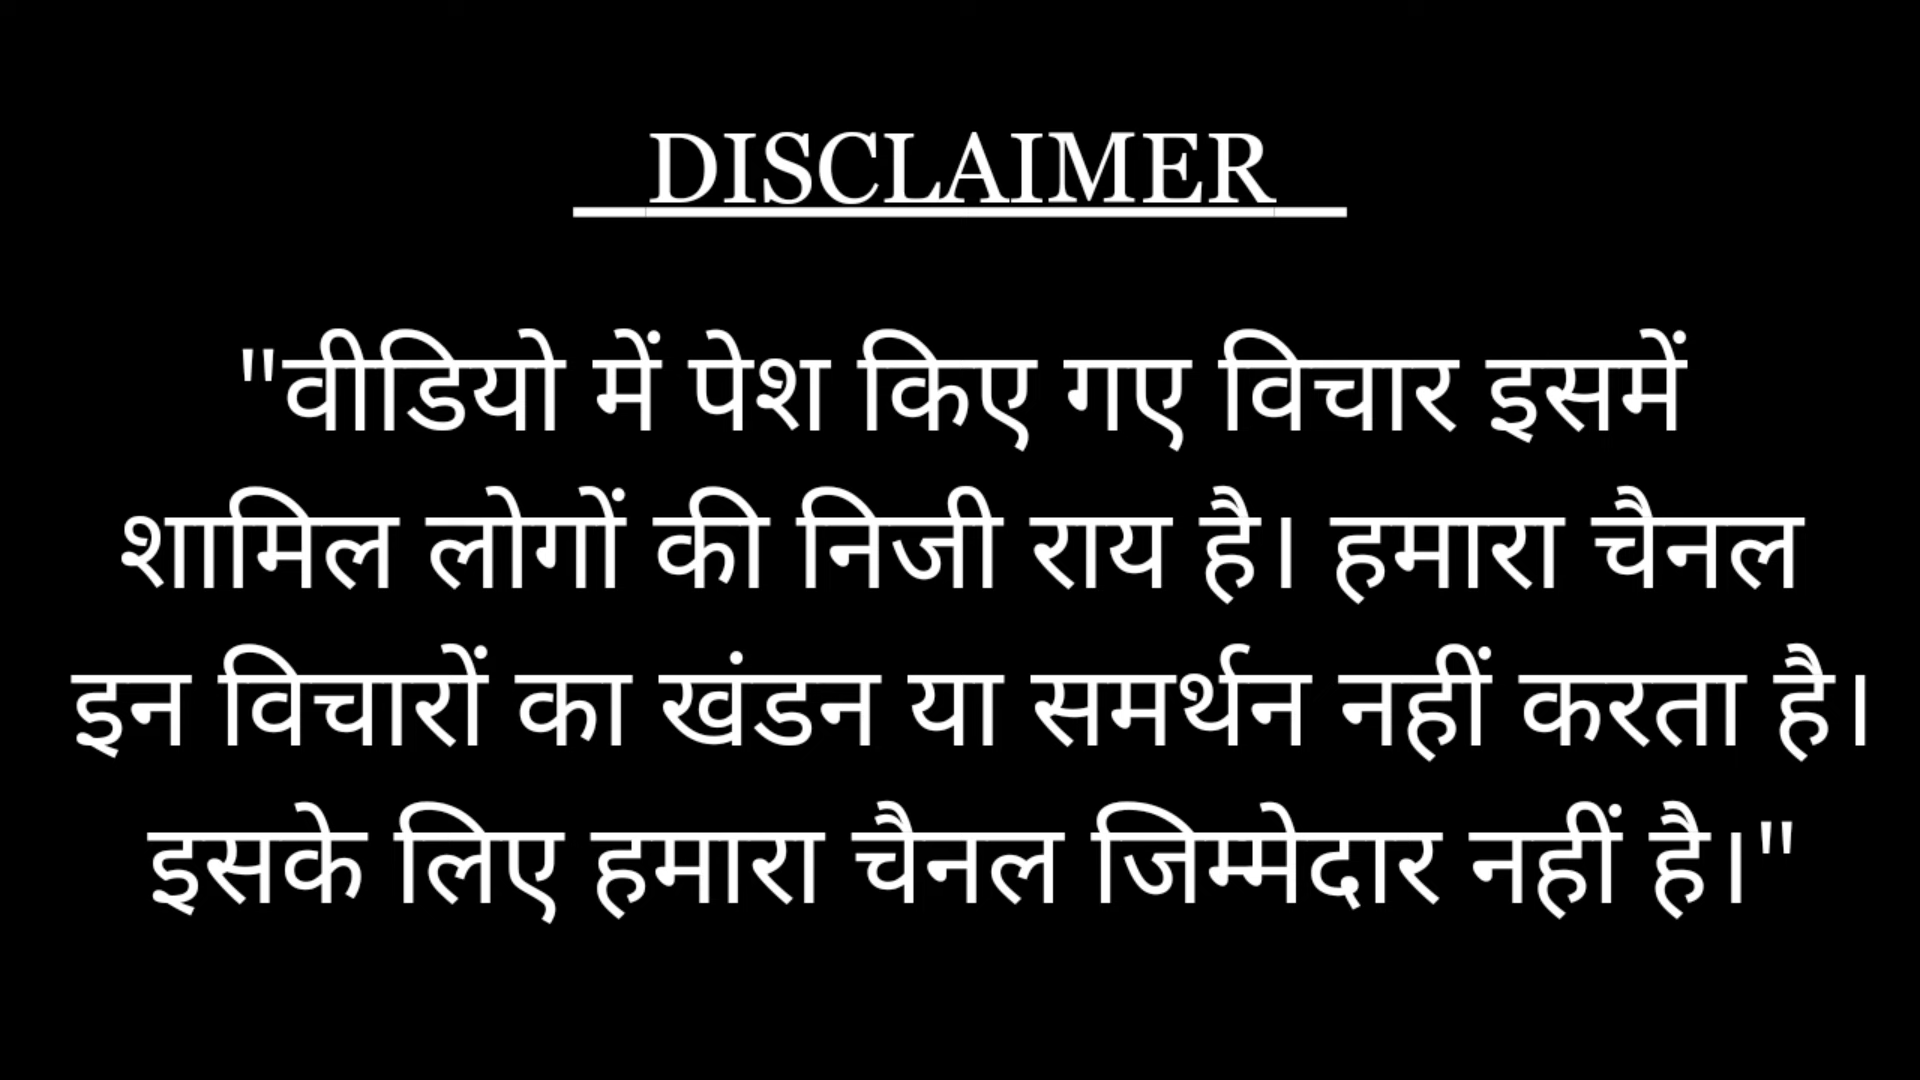 DISCLAIMER
"वीडियो में पेश किए गए विचार इसमें
शामिल लोगों की निजी राय है। हमारा चैनल
इन विचारों का खंडन या समर्थन नहीं करता है।
इसके लिए हमारा चैनल जिम्मेदार नहीं है।"